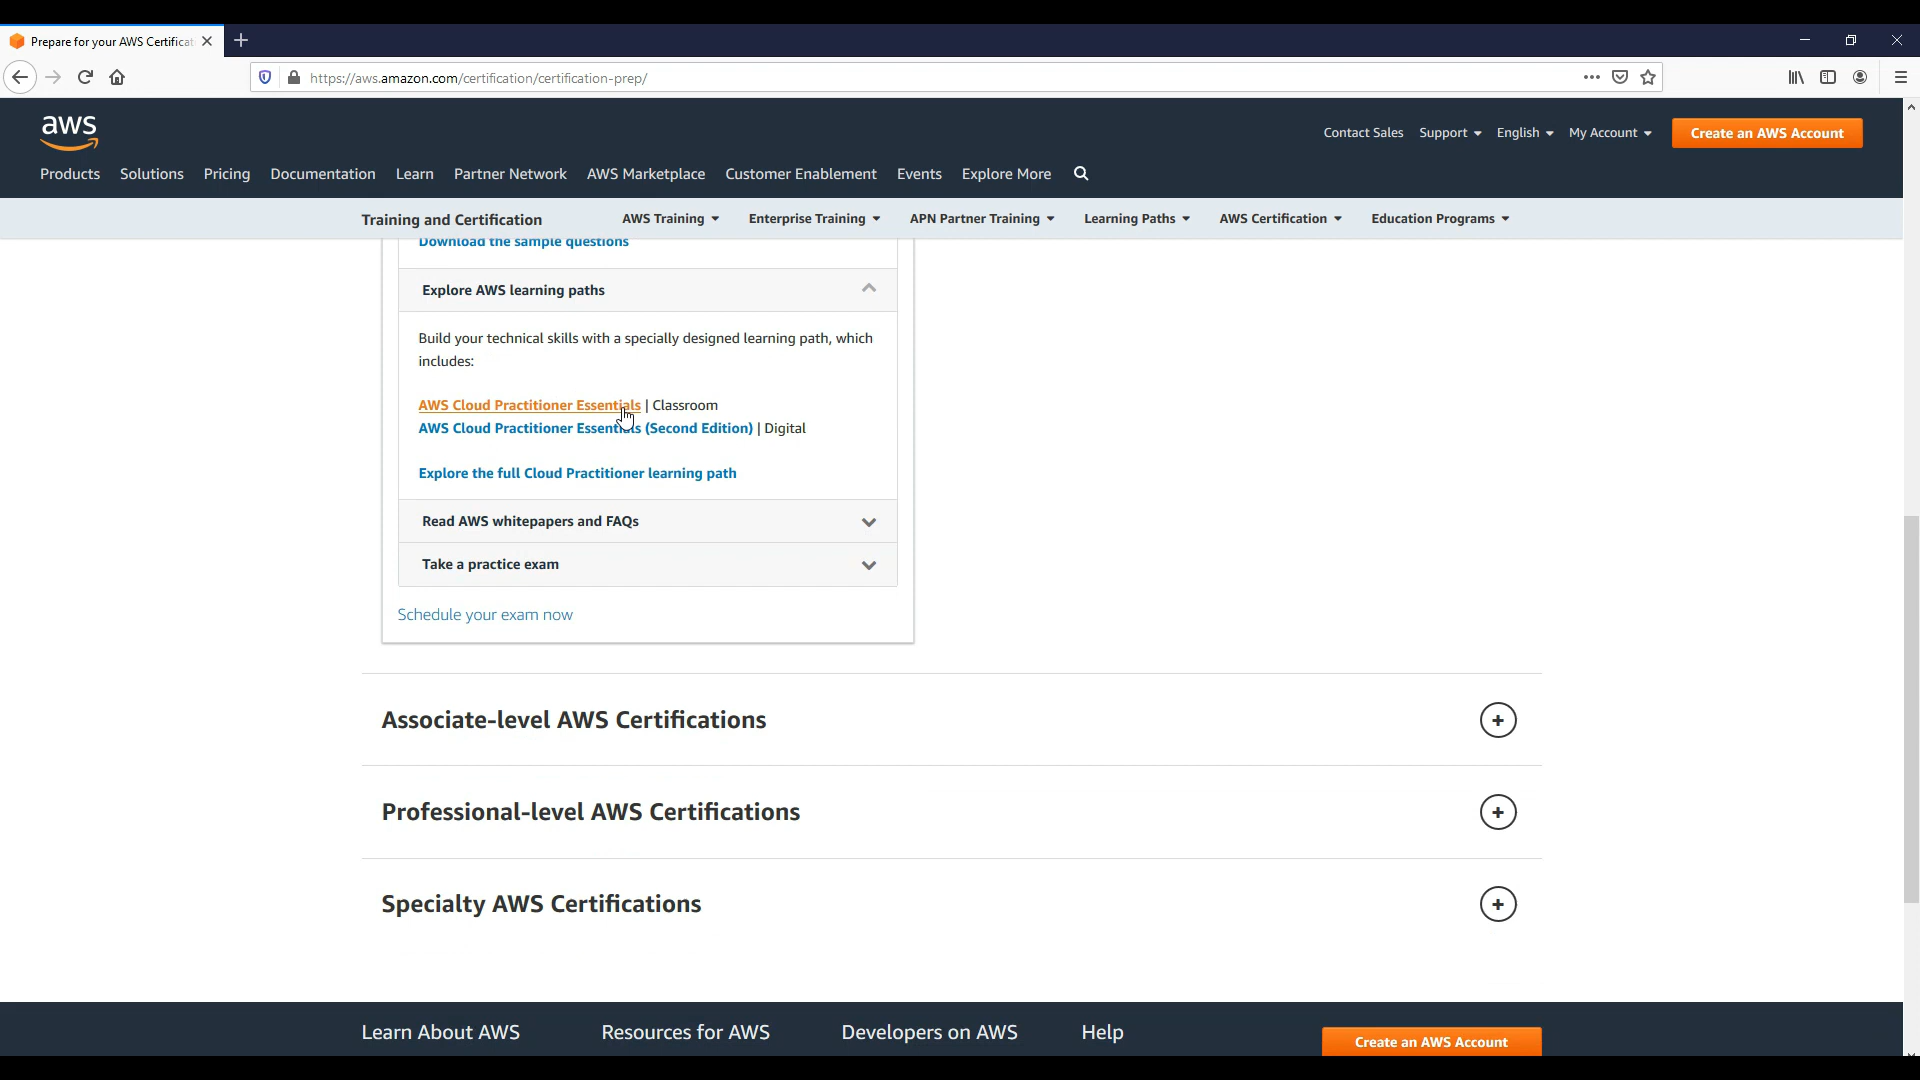 Prepare for your AWS Certificat
https://aws.amazon.com/certification/certification-prep/
aws
Contact Sales Support English My Account Create an AWS Account
Products Solutions Pricing Documentation Learn Partner Network AWS Marketplace Customer Enablement Events Explore More
Training and Certification AWS Training Enterprise Training APN Partner Training Learning Paths AWS Certification Education Programs
Download the sample questions
Explore AWS learning paths
Build your technical skills with a specially designed learning path, which
includes:
AWS Cloud Practitioner Essentials | Classroom
AWS Cloud Practitioner Essentials (Second Edition) | Digital
Explore the full Cloud Practitioner learning path
Read AWS whitepapers and FAQs
Take a practice exam
Schedule your exam now
Associate-level AWS Certifications
Professional-level AWS Certifications
Specialty AWS Certifications
Learn About AWS Resources for AWS Developers on AWS Help Create an AWS Account